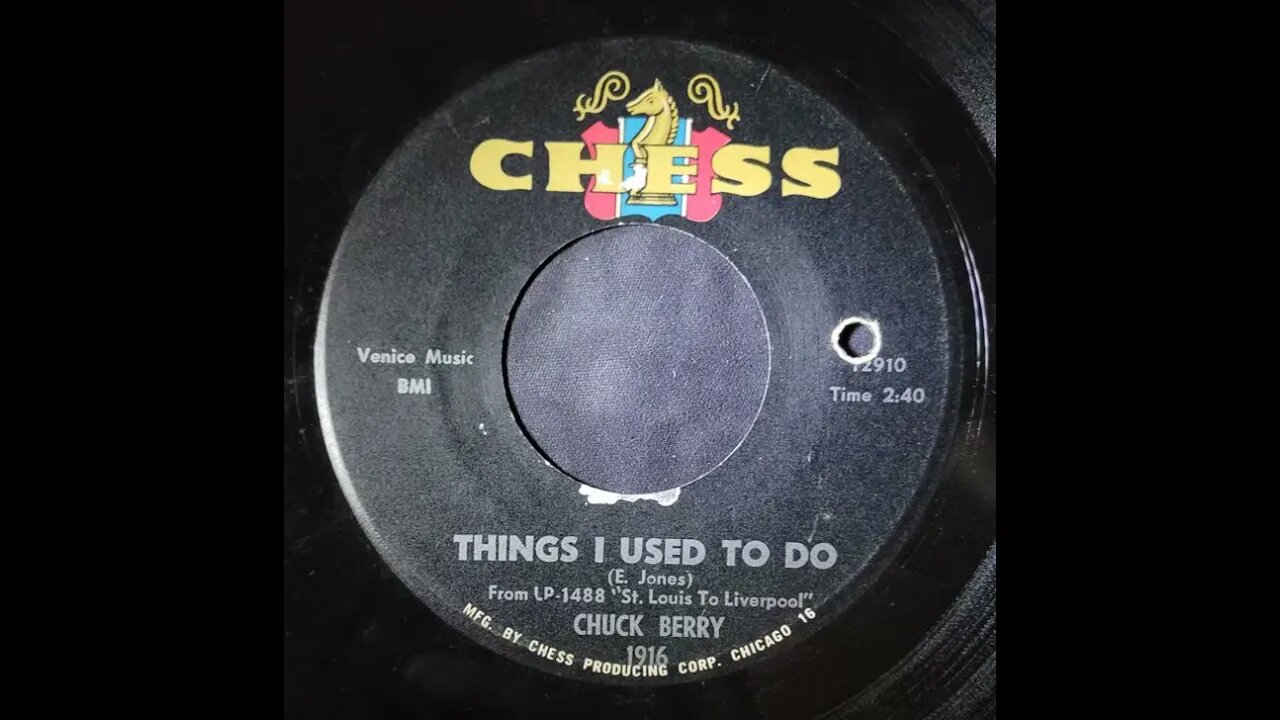 CHESS
Venice Music
BMI
12910
Time 2:40
THINGS I USED TO DO
(E. Jones)
From LP-1488 "St. Louis To Liverpool"
CHUCK BERRY
1916
MFG. BY CHESS PRODUCING CORP. CHICAGO 16